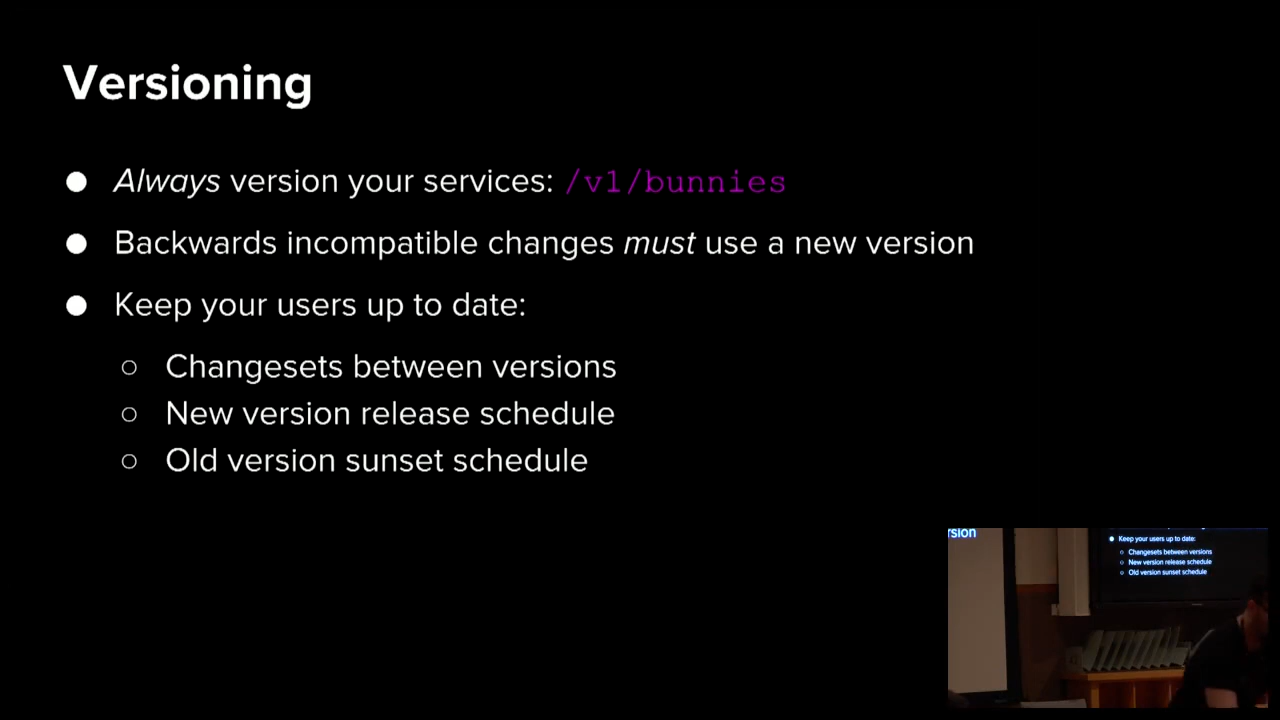 Versioning
● Always version your services: /v1/bunnies
● Backwards incompatible changes must use a new version
● Keep your users up to date:
○ Changesets between versions
○ New version release schedule
○ Old version sunset schedule
rsion
● Keep your users up to date:
○ Changesets between versions
○ New version release schedule
○ Old version sunset schedule